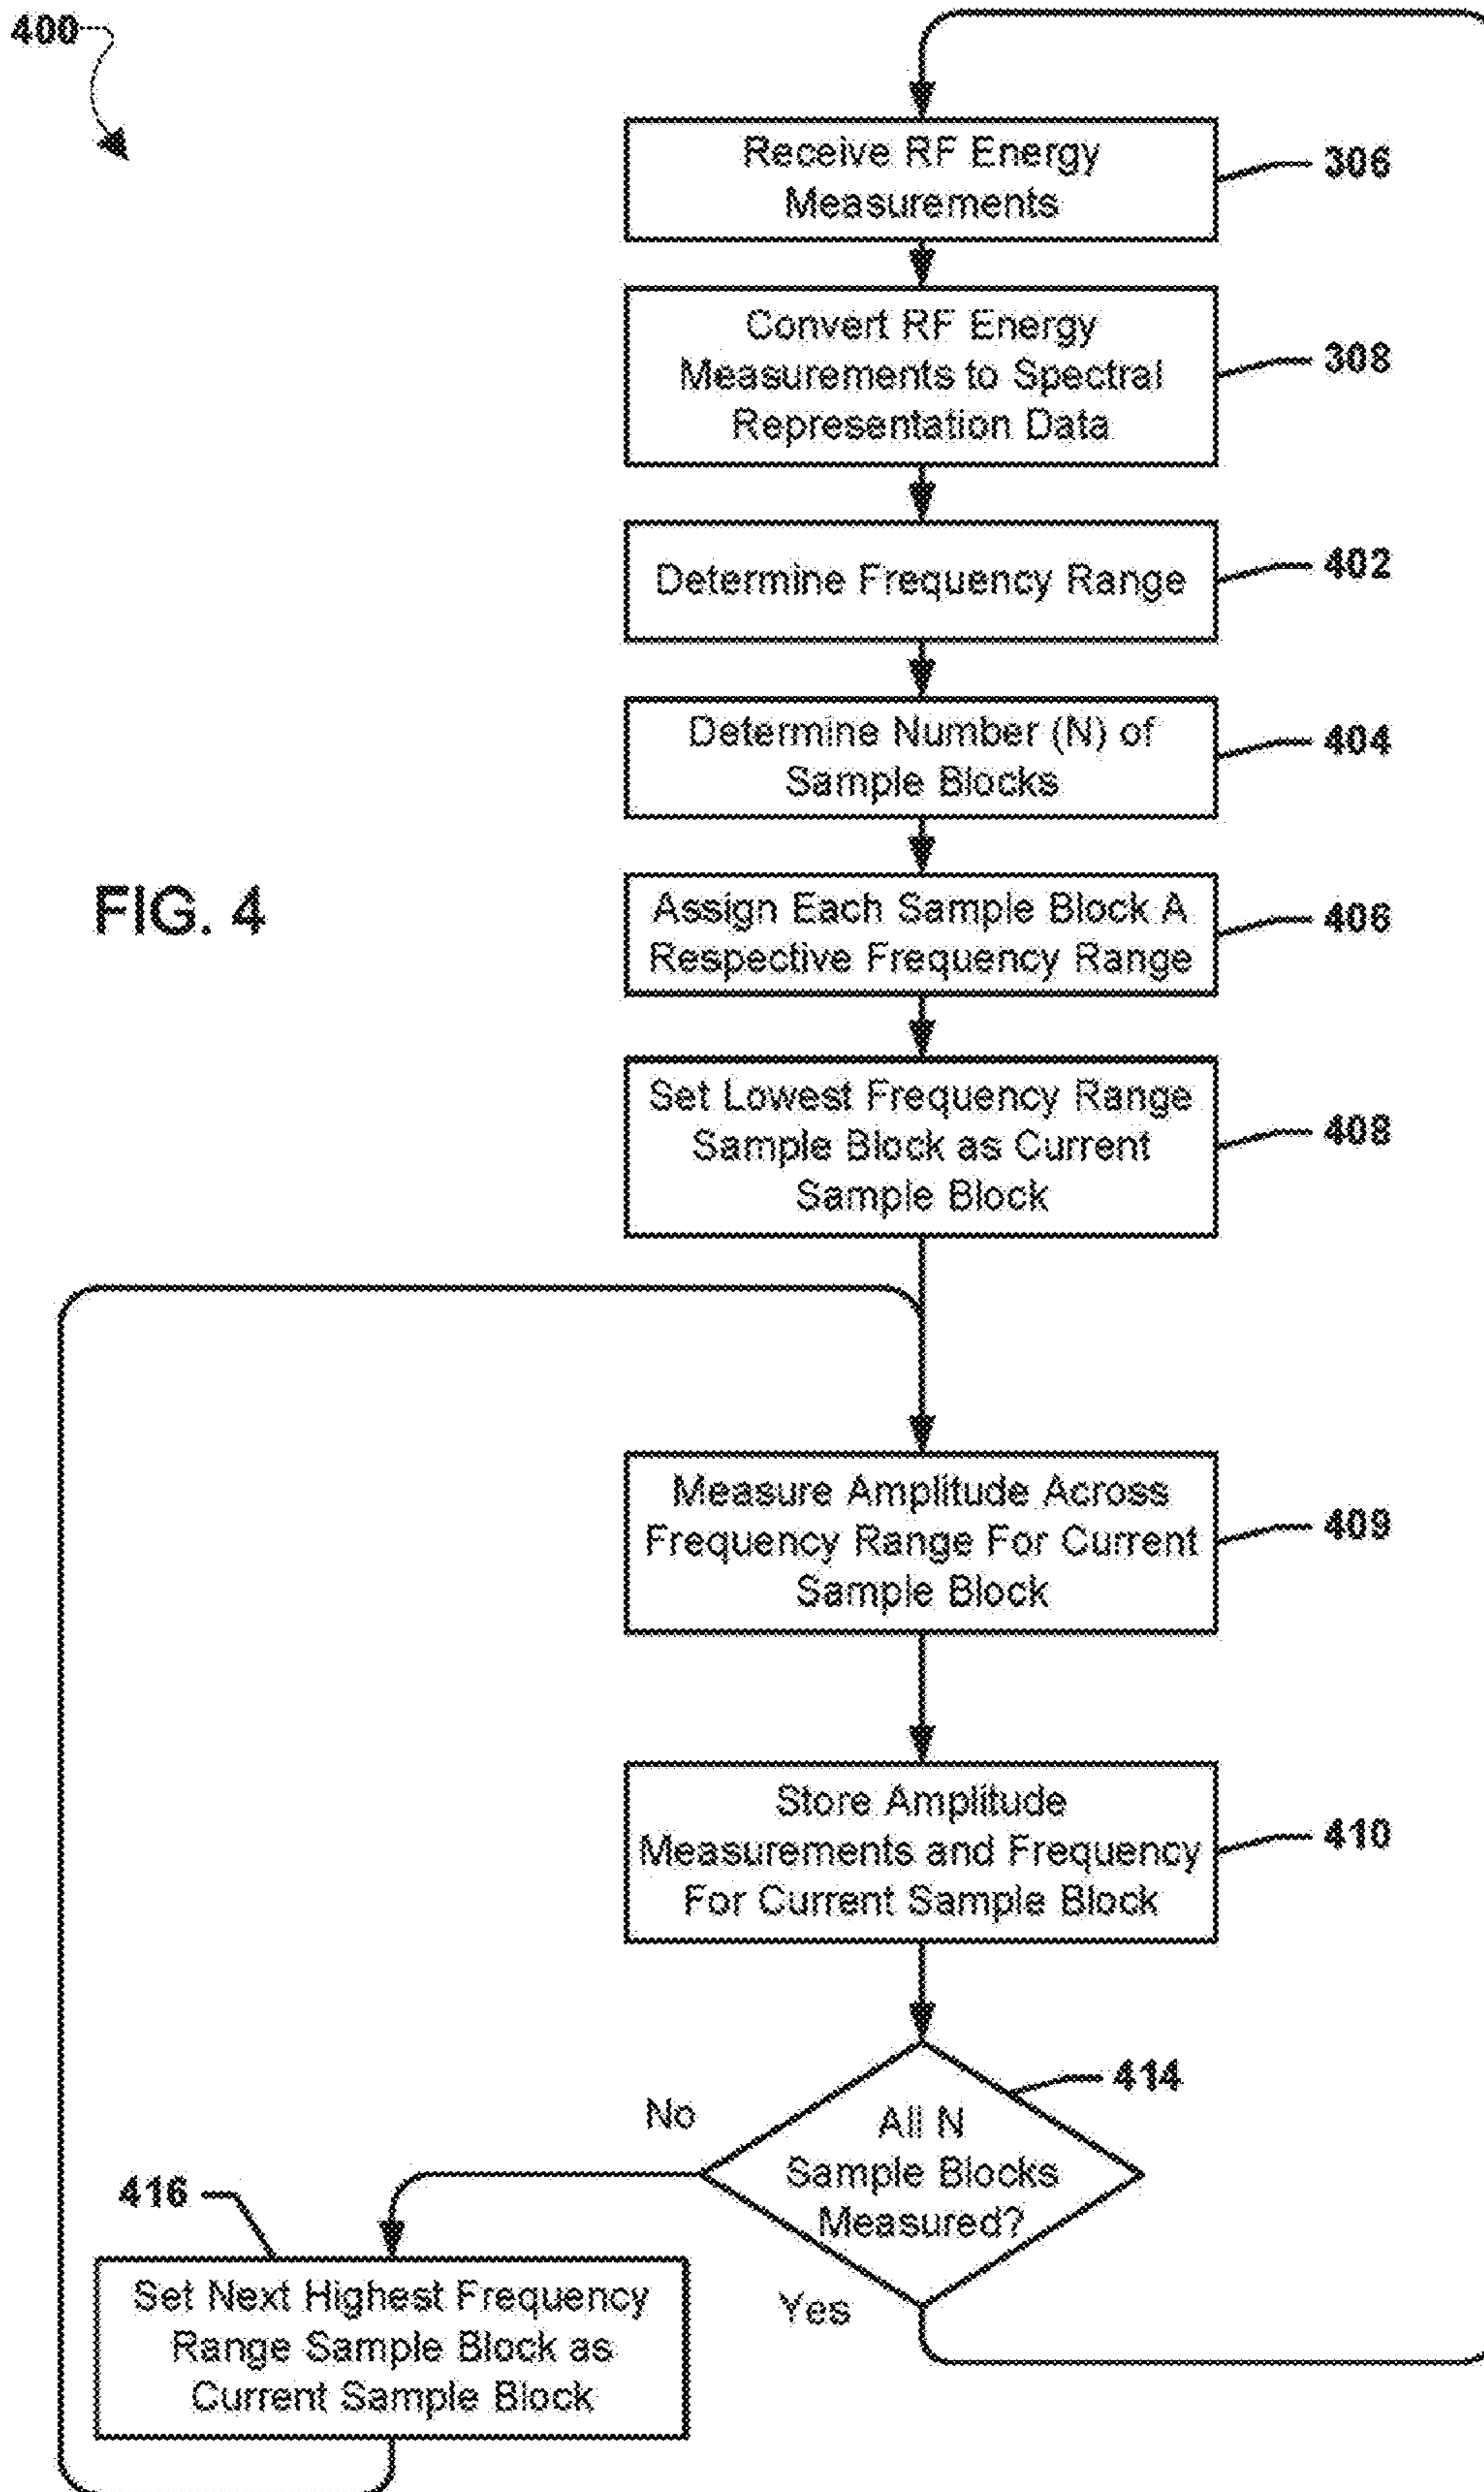 400
Receive RF Energy
Measurements
306
Convert RF Energy
Measurements to Spectral
Representation Data
308
Determine Frequency Range
402
Determine Number (N) of
Sample Blocks
404
FIG. 4
Assign Each Sample Block A
Respective Frequency Range
406
Set Lowest Frequency Range
Sample Block as Current
Sample Block
408
Measure Amplitude Across
Frequency Range For Current
Sample Block
409
Store Amplitude
Measurements and Frequency
For Current Sample Block
410
414
No
All N
Sample Blocks
Measured?
416
Yes
Set Next Highest Frequency
Range Sample Block as
Current Sample Block